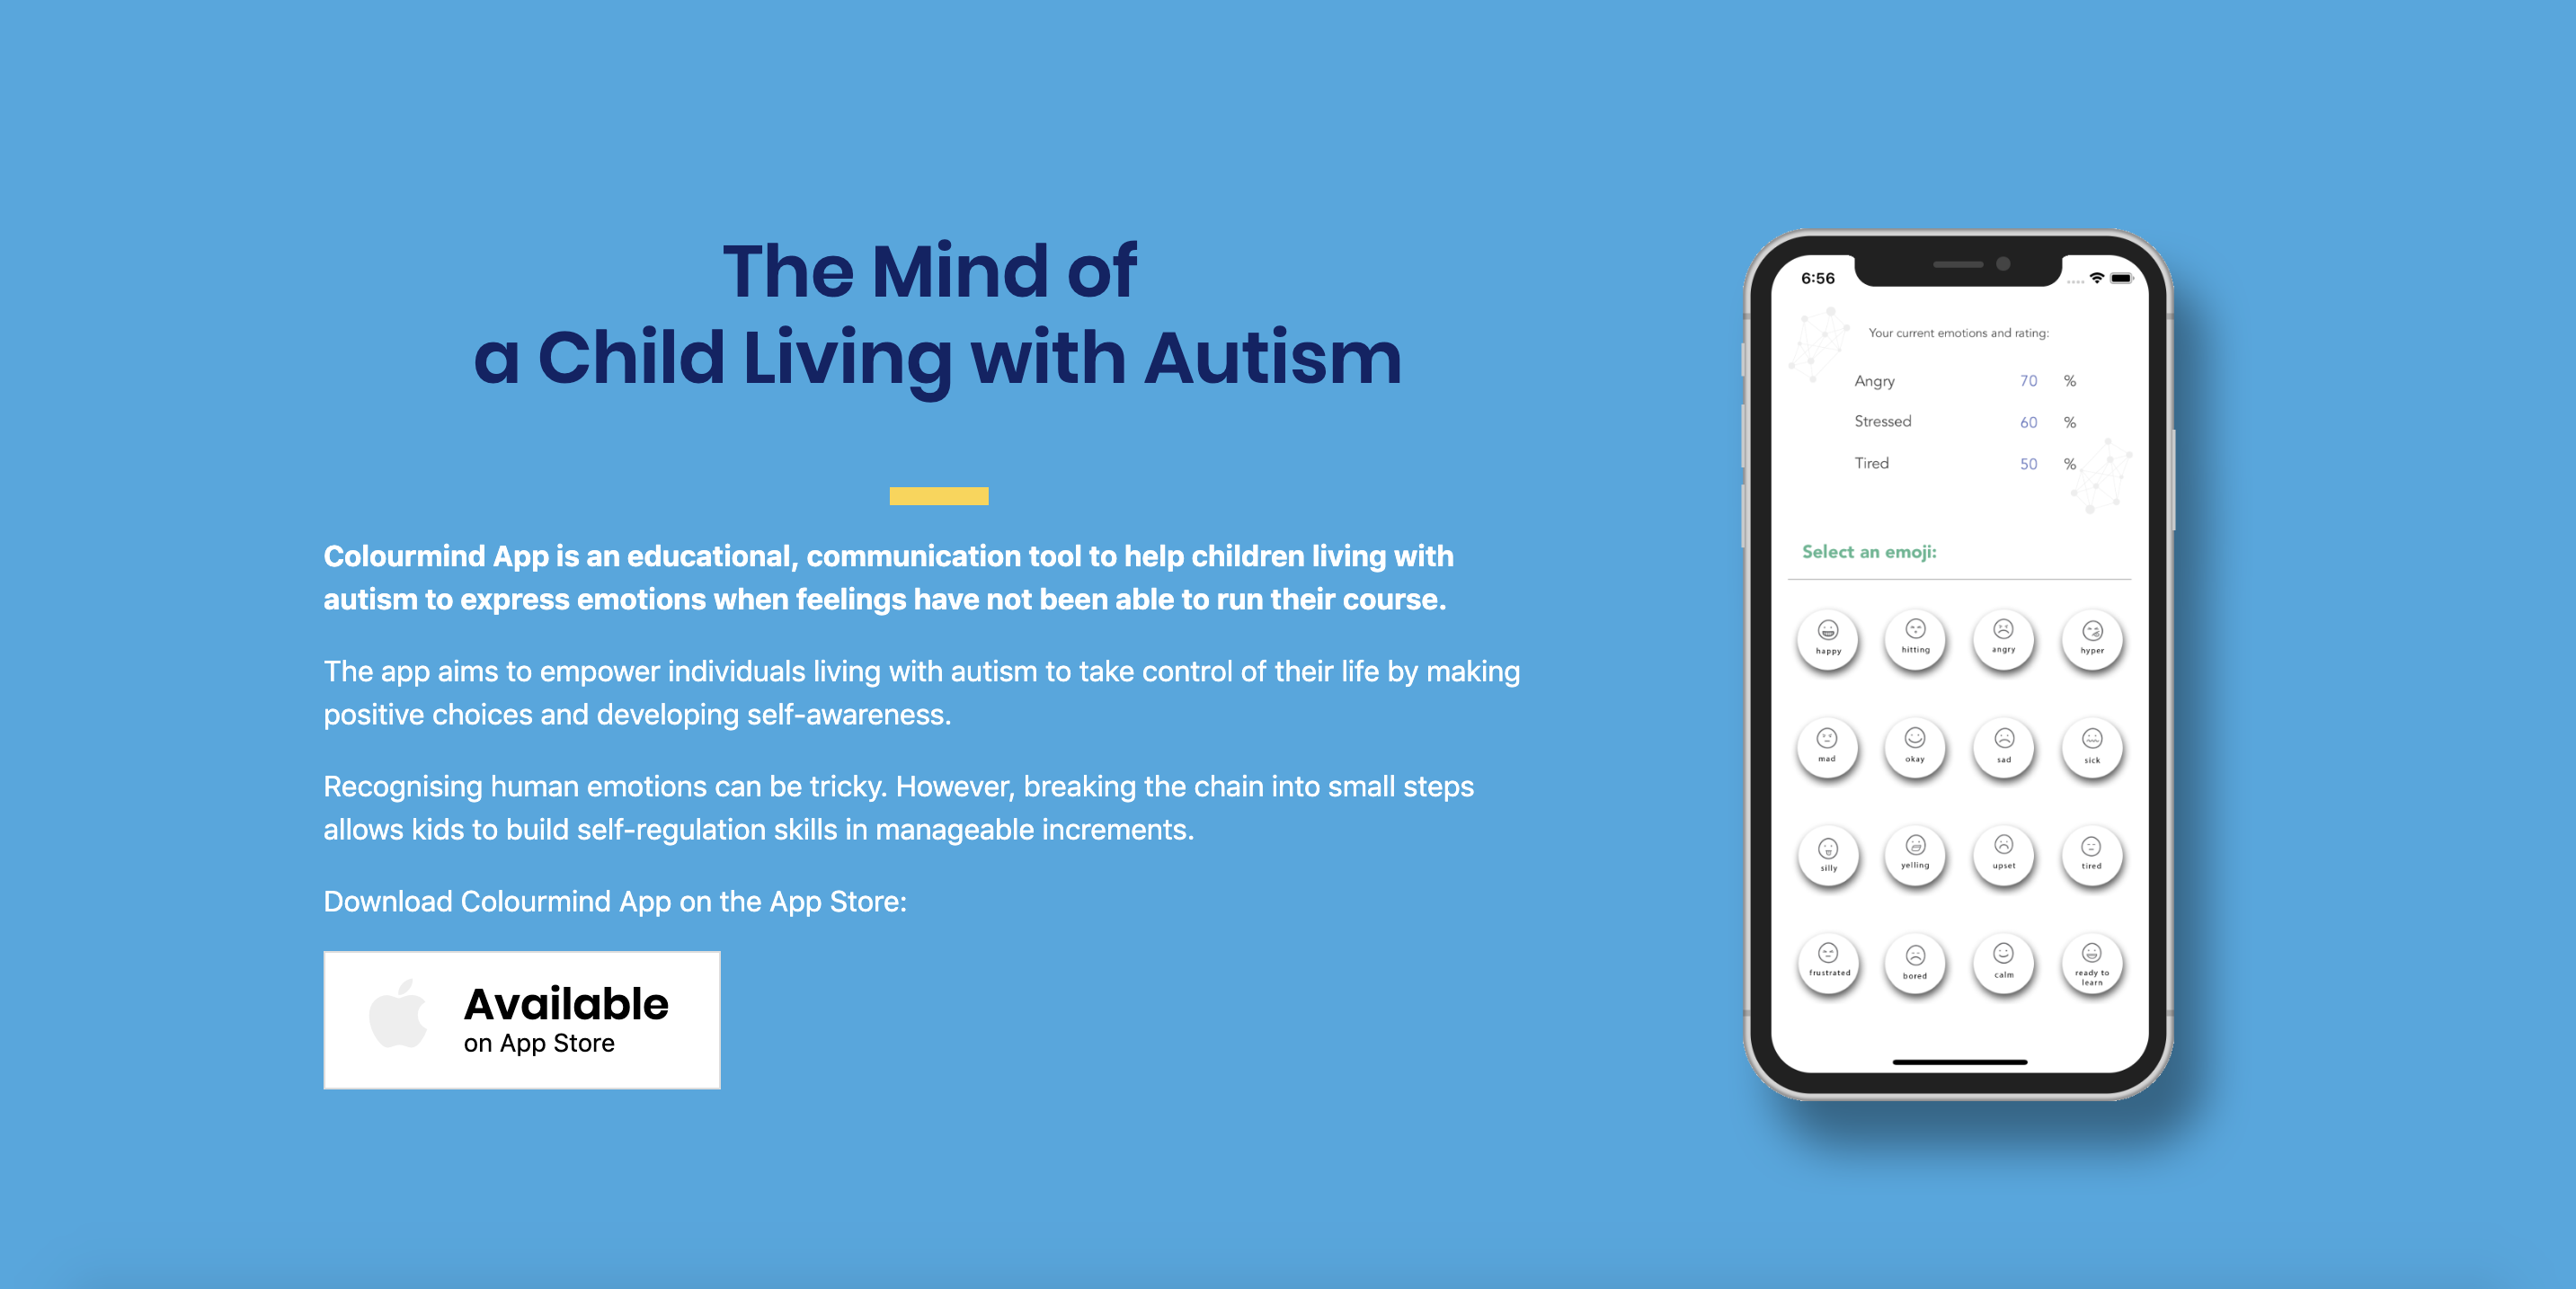 The Mind of
a Child Living with Autism
Colourmind App is an educational, communication tool to help children living with
autism to express emotions when feelings have not been able to run their course.
The app aims to empower individuals living with autism to take control of their life by making
positive choices and developing self-awareness.
Recognising human emotions can be tricky. However, breaking the chain into small steps
allows kids to build self-regulation skills in manageable increments.
Download Colourmind App on the App Store:
Available
on App Store
6:56
Your current emotions and rating:
Angry 70 %
Stressed 60 %
Tired 50 %
Select an emoji:
happy hitting angry hyper
mad okay sad sick
silly yelling upset tired
frustrated bored calm ready to
learn